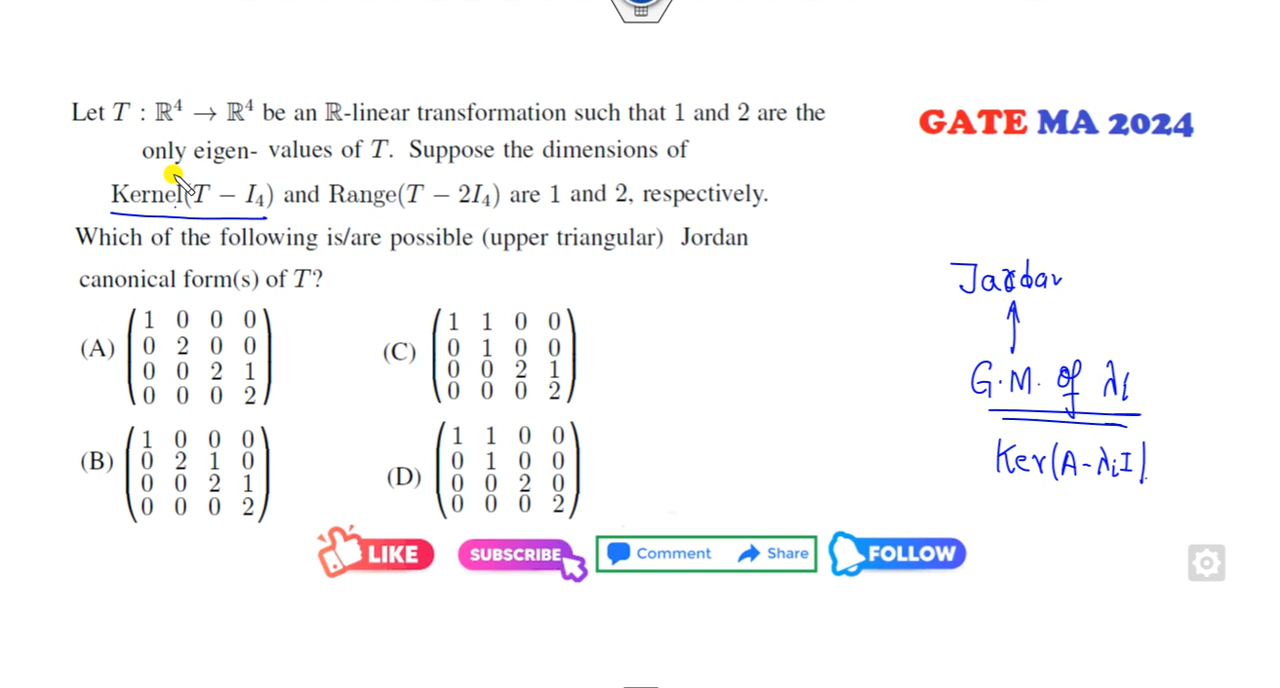 Let T : ℝ⁴ → ℝ⁴ be an ℝ-linear transformation such that 1 and 2 are the
only eigen- values of T. Suppose the dimensions of
Kernel(T − I₄) and Range(T − 2I₄) are 1 and 2, respectively.
Which of the following is/are possible (upper triangular) Jordan
canonical form(s) of T?
GATE MA 2024
(A)
1 0 0 0
0 2 0 0
0 0 2 1
0 0 0 2
(B)
1 0 0 0
0 2 1 0
0 0 2 1
0 0 0 2
(C)
1 1 0 0
0 1 0 0
0 0 2 1
0 0 0 2
(D)
1 1 0 0
0 1 0 0
0 0 2 0
0 0 0 2
G.M. of λi
Ker(A-λiI)
LIKE
SUBSCRIBE
Comment
Share
FOLLOW